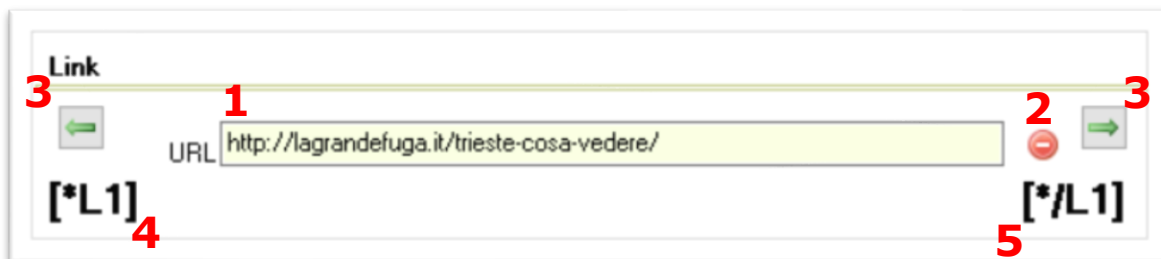 Link
3 1 2 3
URL http://lagrandefuga.it/trieste-cosa-vedere/
[*L1] [*/L1]
4 5